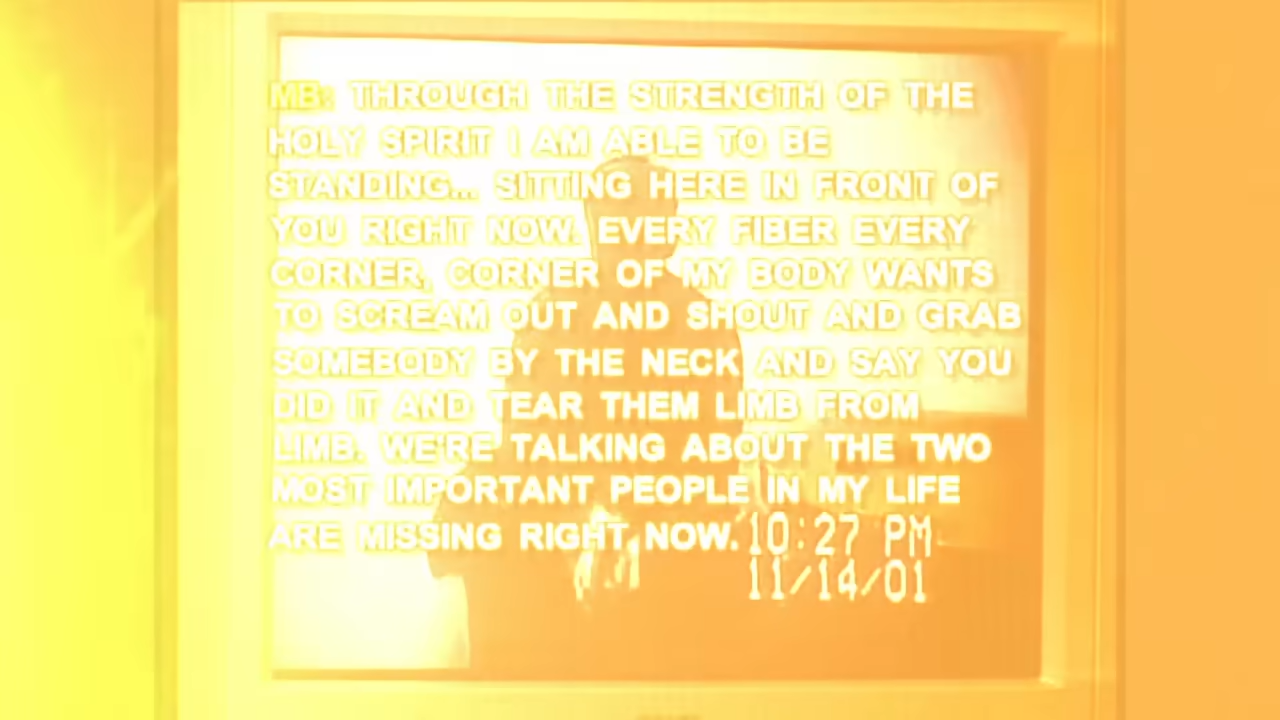 MB: THROUGH THE STRENGTH OF THE
HOLY SPIRIT I AM ABLE TO BE
STANDING... SITTING HERE IN FRONT OF
YOU RIGHT NOW. EVERY FIBER EVERY
CORNER, CORNER OF MY BODY WANTS
TO SCREAM OUT AND SHOUT AND GRAB
SOMEBODY BY THE NECK AND SAY YOU
DID IT AND TEAR THEM LIMB FROM
LIMB. WE'RE TALKING ABOUT THE TWO
MOST IMPORTANT PEOPLE IN MY LIFE
ARE MISSING RIGHT NOW.
10:27 PM
11/14/01